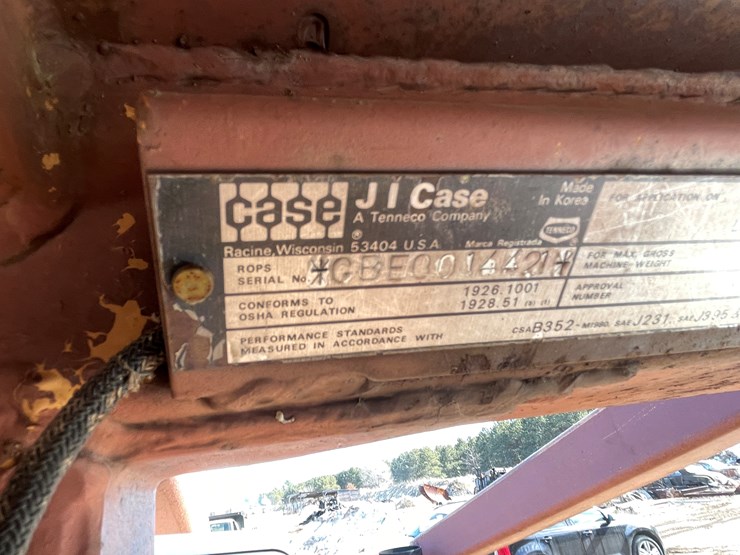 case
J I Case
A Tenneco Company
®
Racine, Wisconsin 53404 U.S.A.
Marca Registrada
Made
In Korea
TENNECO
FOR APPLICATION ON
ROPS
SERIAL No.
FOR MAX. GROSS
MACHINE WEIGHT
CONFORMS TO
OSHA REGULATION
1926.1001
1928.51
APPROVAL
NUMBER
PERFORMANCE STANDARDS
MEASURED IN ACCORDANCE WITH
CSA B352-M1980, SAE J231, SAE J395